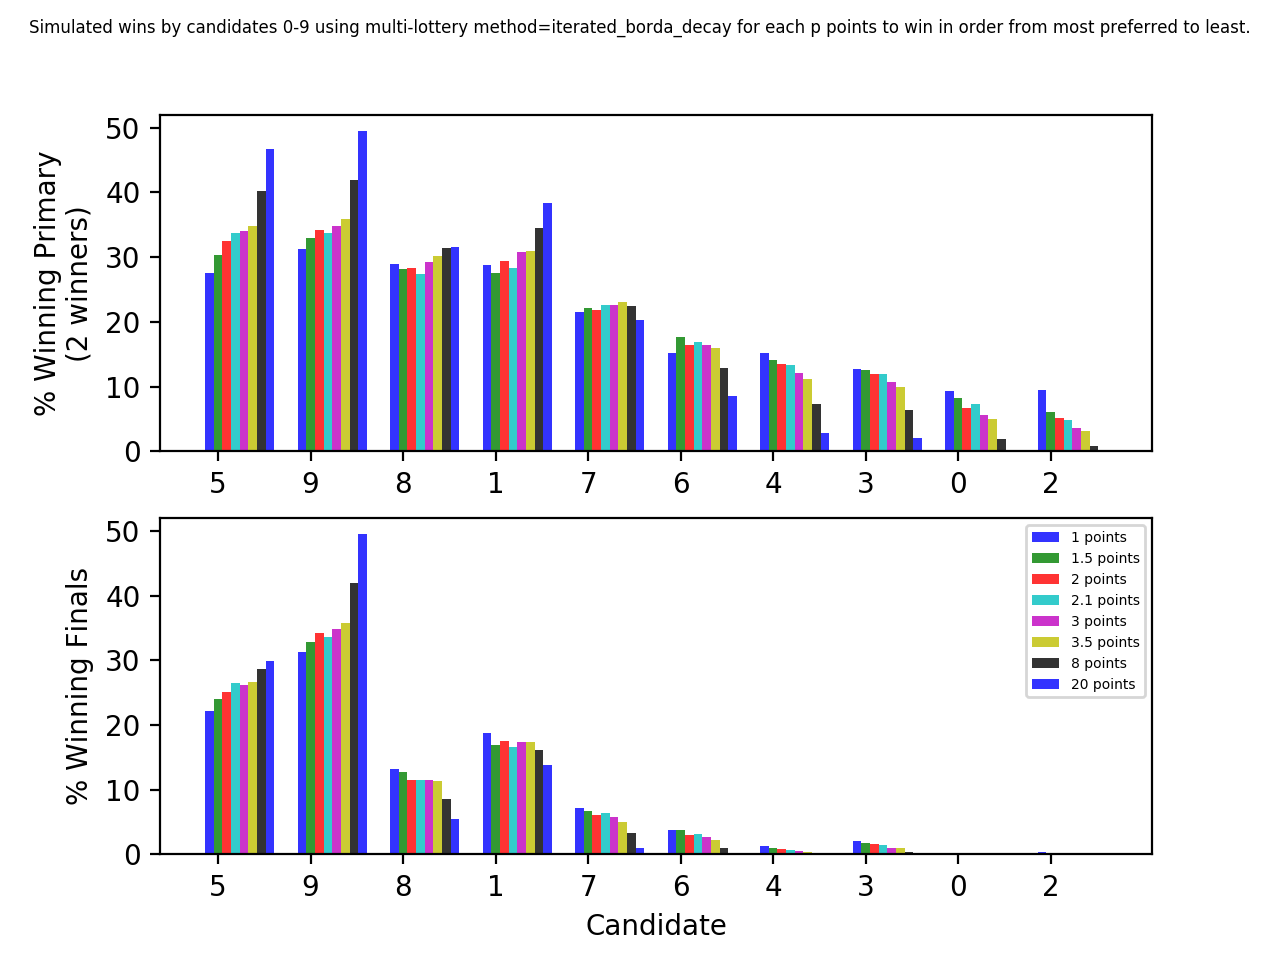 Simulated wins by candidates 0-9 using multi-lottery method=iterated_borda_decay for each p points to win in order from most preferred to least.
% Winning Primary
(2 winners)
50
40
30
20
10
0
5 9 8 1 7 6 4 3 0 2
% Winning Finals
50
40
30
20
10
0
1 points
1.5 points
2 points
2.1 points
3 points
3.5 points
8 points
20 points
5 9 8 1 7 6 4 3 0 2
Candidate